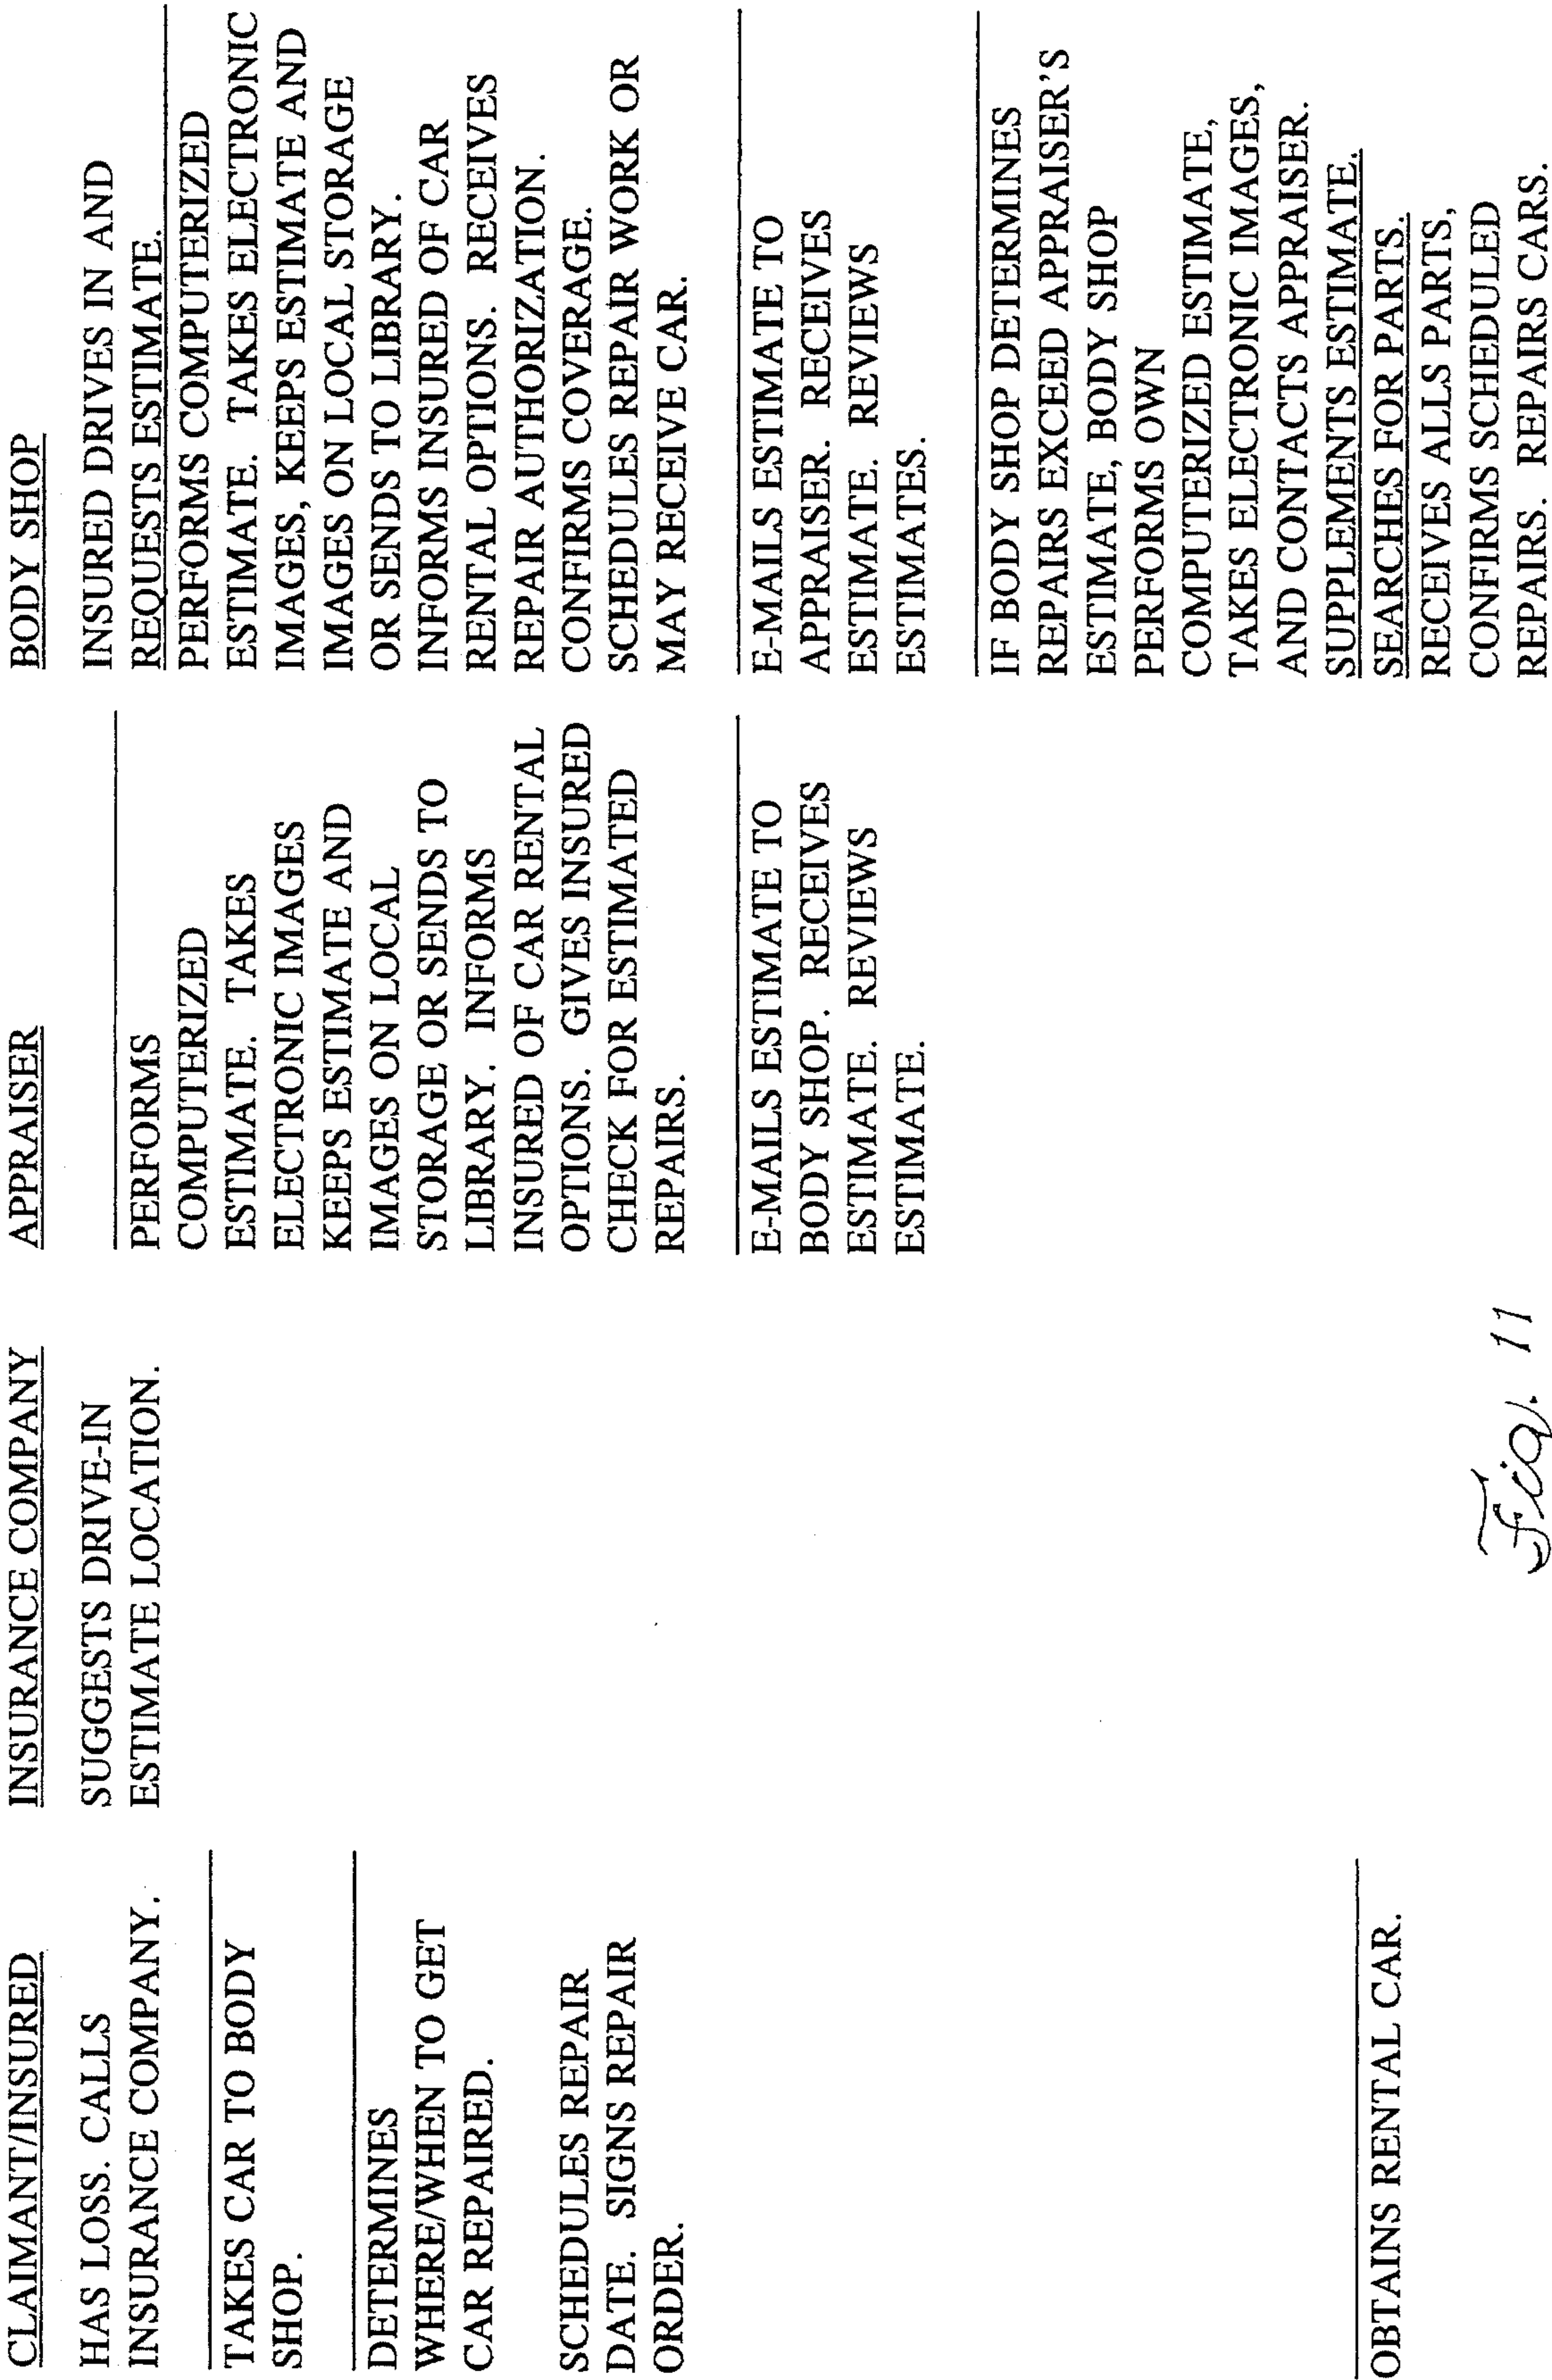 CLAIMANT/INSURED
HAS LOSS. CALLS
INSURANCE COMPANY.
TAKES CAR TO BODY
SHOP.
DETERMINES
WHERE/WHEN TO GET
CAR REPAIRED.
SCHEDULES REPAIR
DATE. SIGNS REPAIR
ORDER.
OBTAINS RENTAL CAR.
INSURANCE COMPANY
SUGGESTS DRIVE-IN
ESTIMATE LOCATION.
APPRAISER
PERFORMS
COMPUTERIZED
ESTIMATE. TAKES
ELECTRONIC IMAGES
KEEPS ESTIMATE AND
IMAGES ON LOCAL
STORAGE OR SENDS TO
LIBRARY. INFORMS
INSURED OF CAR RENTAL
OPTIONS. GIVES INSURED
CHECK FOR ESTIMATED
REPAIRS.
E-MAILS ESTIMATE TO
BODY SHOP. RECEIVES
ESTIMATE. REVIEWS
ESTIMATE.
BODY SHOP
INSURED DRIVES IN AND
REQUESTS ESTIMATE.
PERFORMS COMPUTERIZED
ESTIMATE. TAKES ELECTRONIC
IMAGES, KEEPS ESTIMATE AND
IMAGES ON LOCAL STORAGE
OR SENDS TO LIBRARY.
INFORMS INSURED OF CAR
RENTAL OPTIONS. RECEIVES
REPAIR AUTHORIZATION.
CONFIRMS COVERAGE.
SCHEDULES REPAIR WORK OR
MAY RECEIVE CAR.
E-MAILS ESTIMATE TO
APPRAISER. RECEIVES
ESTIMATE. REVIEWS
ESTIMATES.
IF BODY SHOP DETERMINES
REPAIRS EXCEED APPRAISER'S
ESTIMATE, BODY SHOP
PERFORMS OWN
COMPUTERIZED ESTIMATE,
TAKES ELECTRONIC IMAGES,
AND CONTACTS APPRAISER.
SUPPLEMENTS ESTIMATE.
SEARCHES FOR PARTS.
RECEIVES ALLS PARTS,
CONFIRMS SCHEDULED
REPAIRS. REPAIRS CARS.
Fig. 11